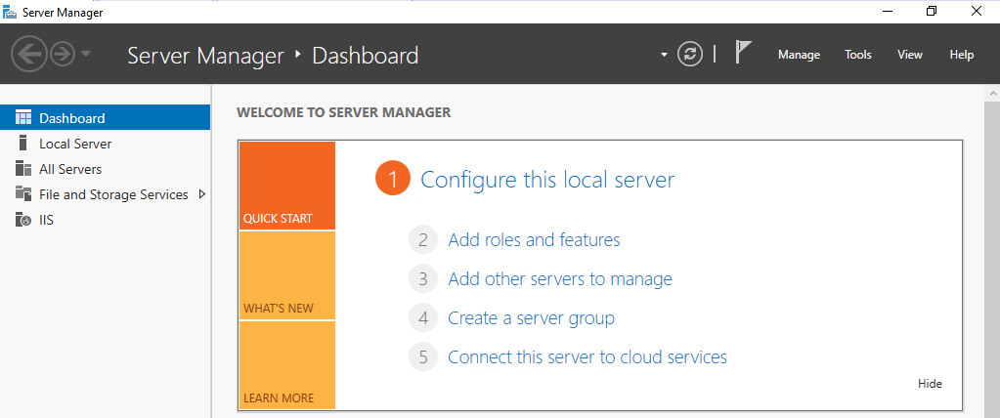 Server Manager
Server Manager ‣ Dashboard
Manage Tools View Help
Dashboard
Local Server
All Servers
File and Storage Services
IIS
WELCOME TO SERVER MANAGER
QUICK START
WHAT'S NEW
LEARN MORE
1 Configure this local server
2 Add roles and features
3 Add other servers to manage
4 Create a server group
5 Connect this server to cloud services
Hide